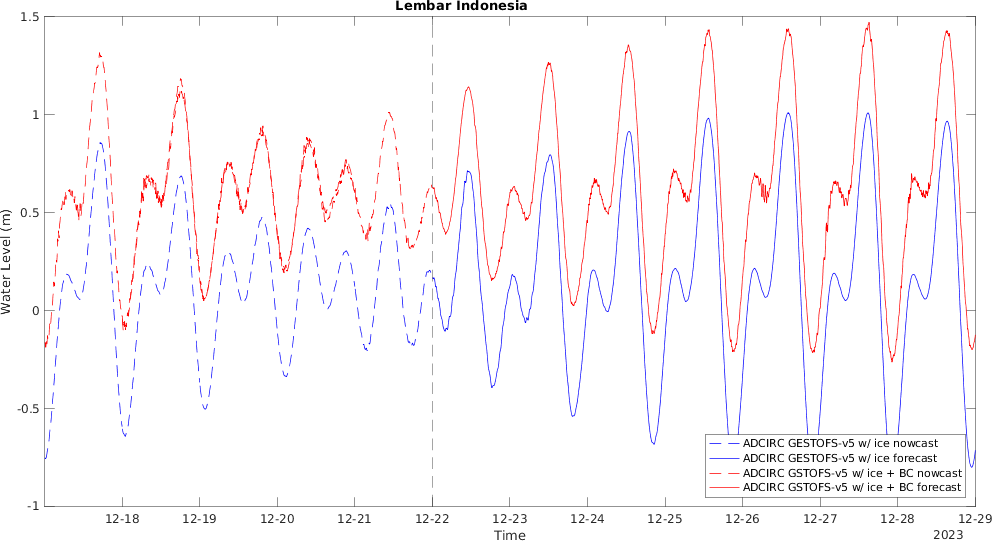 Lembar Indonesia
1.5
1
0.5
0
-0.5
-1
Water Level (m)
ADCIRC GESTOFS-v5 w/ ice nowcast
ADCIRC GESTOFS-v5 w/ ice forecast
ADCIRC GSTOFS-v5 w/ ice + BC nowcast
ADCIRC GSTOFS-v5 w/ ice + BC forecast
12-18 12-19 12-20 12-21 12-22 12-23 12-24 12-25 12-26 12-27 12-28 12-29
Time
2023